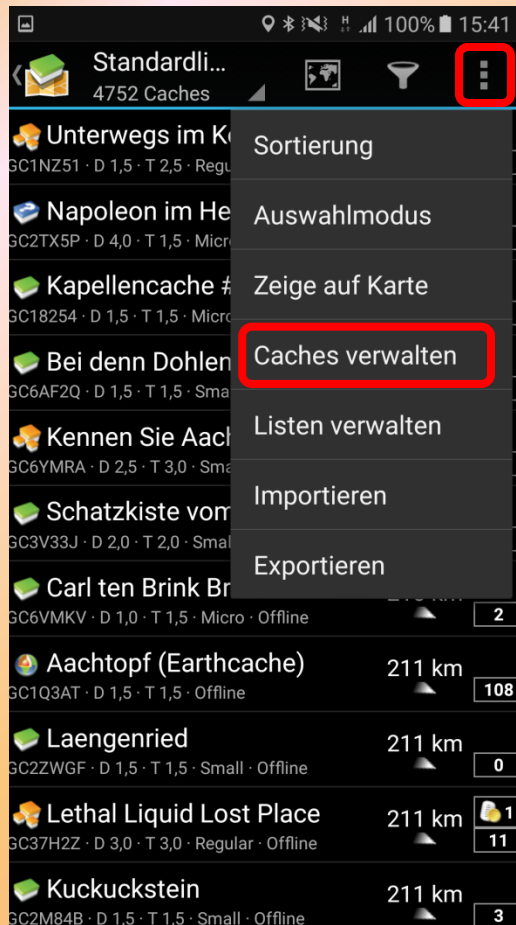 100% 15:41
Standardli...
4752 Caches
Unterwegs im K
GC1NZ51 · D 1,5 · T 2,5 · Regu
Napoleon im He
GC2TX5P · D 4,0 · T 1,5 · Micr
Kapellencache #
GC18254 · D 1,5 · T 1,5 · Micro
Bei denn Dohlen
GC6AF2Q · D 1,5 · T 1,5 · Sma
Kennen Sie Aach
GC6YMRA · D 2,5 · T 3,0 · Sma
Schatzkiste vom
GC3V33J · D 2,0 · T 2,0 · Smal
Carl ten Brink Br
GC6VMKV · D 1,0 · T 1,5 · Micro · Offline
2
Sortierung
Auswahlmodus
Zeige auf Karte
Caches verwalten
Listen verwalten
Importieren
Exportieren
Aachtopf (Earthcache)
211 km
GC1Q3AT · D 1,5 · T 1,5 · Offline
108
Laengenried
211 km
GC2ZWGF · D 1,5 · T 1,5 · Small · Offline
0
Lethal Liquid Lost Place
211 km
1
GC37H2Z · D 3,0 · T 3,0 · Regular · Offline
11
Kuckuckstein
211 km
GC2M84B · D 1,5 · T 1,5 · Small · Offline
3